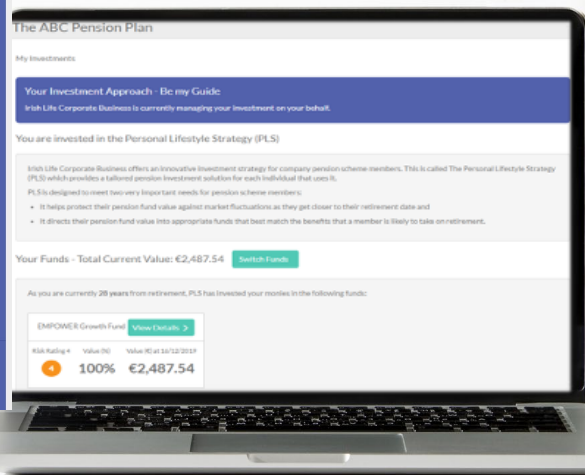 The ABC Pension Plan
My Investments
Your Investment Approach - Be my Guide
Irish Life Corporate Business is currently managing your investment on your behalf.
You are invested in the Personal Lifestyle Strategy (PLS)
Irish Life Corporate Business offers an innovative investment strategy for company pension scheme members. This is called The Personal Lifestyle Strategy
(PLS) which provides a tailored pension investment solution for each individual that uses it.
PLS is designed to meet two very important needs for pension scheme members;
• It helps protect their pension fund value against market fluctuations as they get closer to their retirement date and
• It directs their pension fund value into appropriate funds that best match the benefits that a member is likely to take on retirement.
Your Funds - Total Current Value: €2,487.54 Switch Funds
As you are currently 28 years from retirement, PLS has invested your monies in the following funds:
EMPOWER Growth Fund View Details >
Risk Rating Value (%) Value (€) at 16/12/2019
4 100% €2,487.54